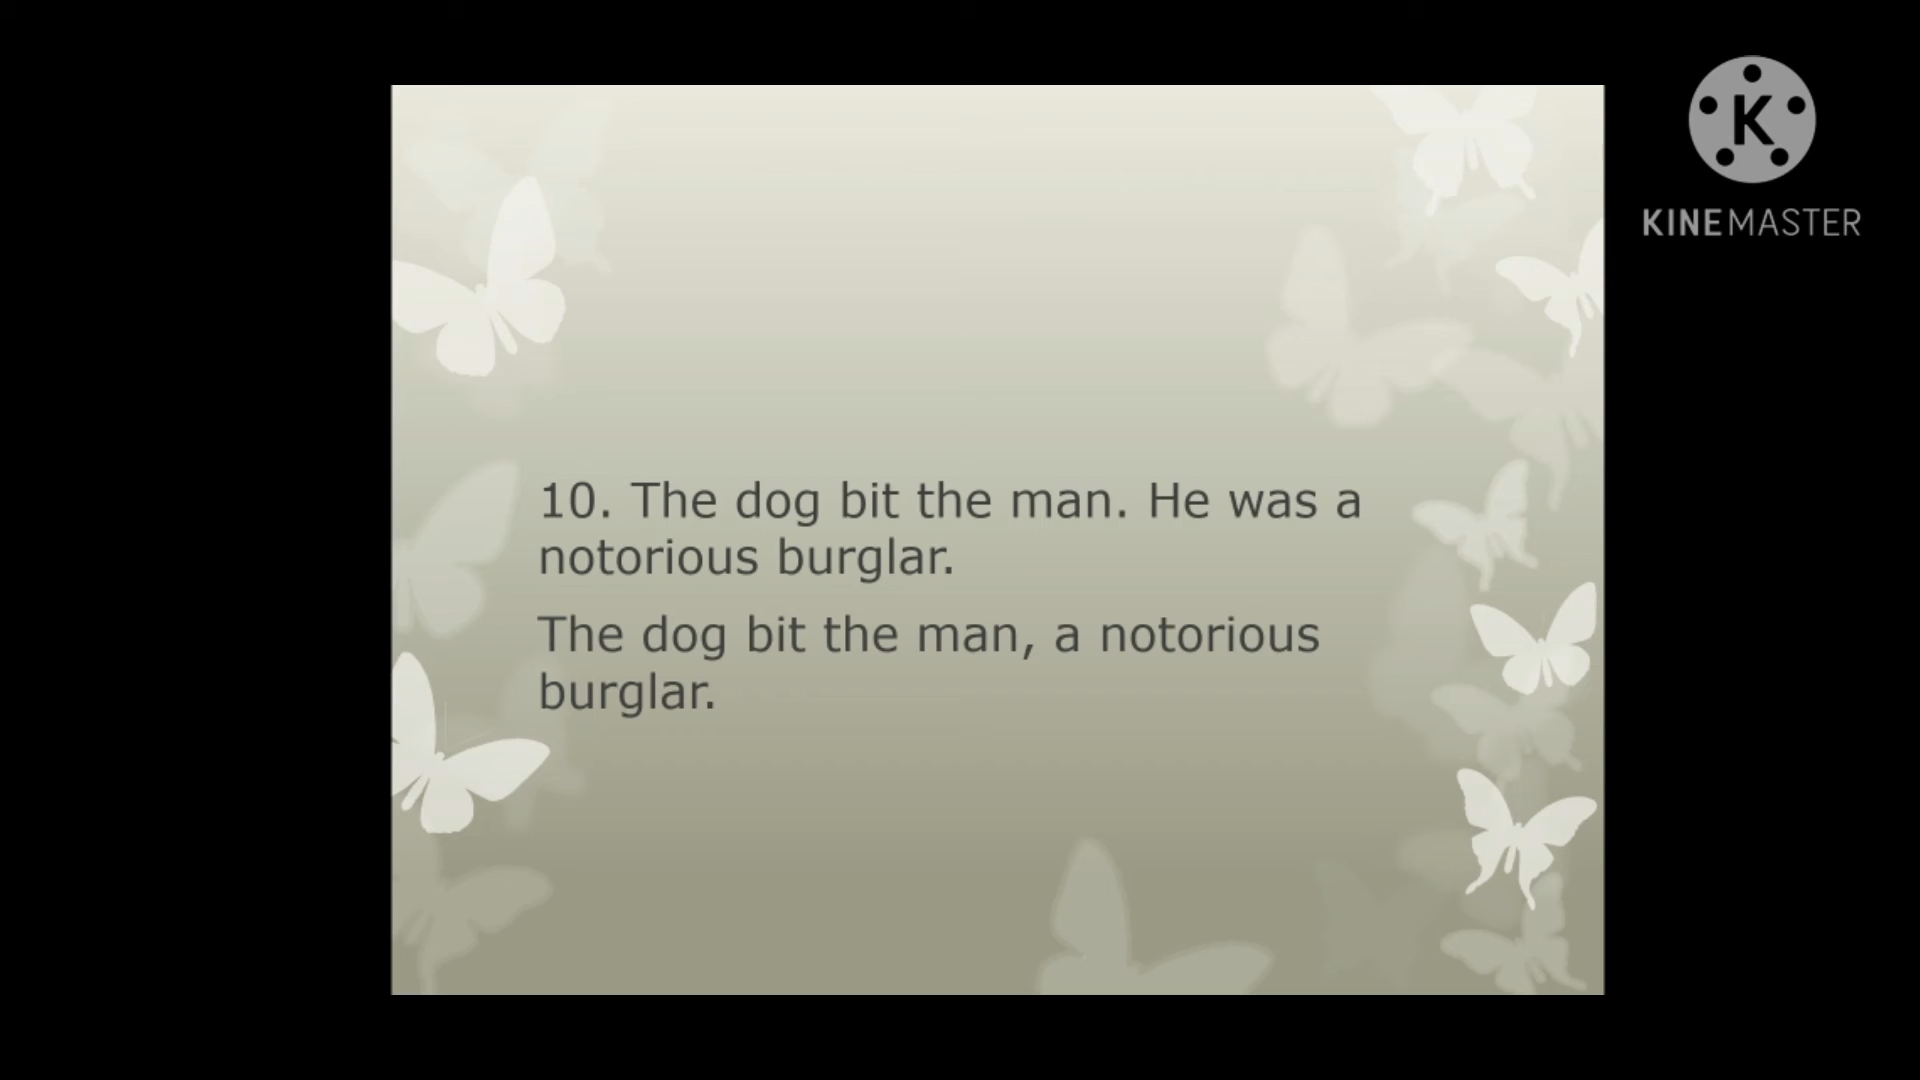 K
KINEMASTER
10. The dog bit the man. He was a
notorious burglar.
The dog bit the man, a notorious
burglar.